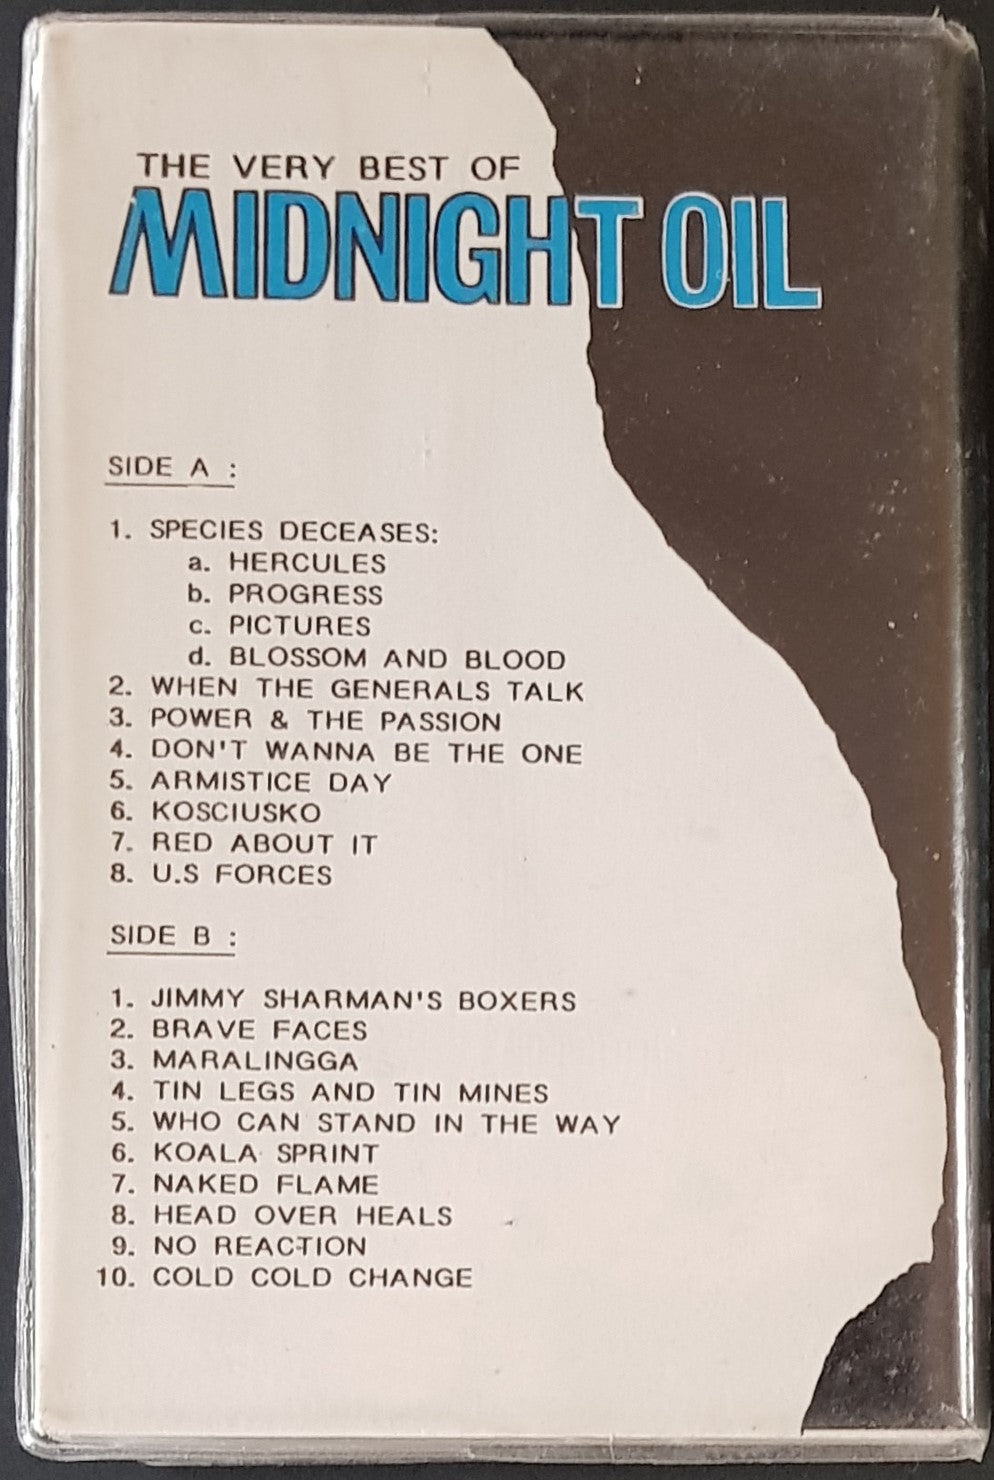 THE VERY BEST OF
MIDNIGHT OIL
SIDE A :
1. SPECIES DECEASES:
a. HERCULES
b. PROGRESS
c. PICTURES
d. BLOSSOM AND BLOOD
2. WHEN THE GENERALS TALK
3. POWER & THE PASSION
4. DON'T WANNA BE THE ONE
5. ARMISTICE DAY
6. KOSCIUSKO
7. RED ABOUT IT
8. U.S FORCES
SIDE B :
1. JIMMY SHARMAN'S BOXERS
2. BRAVE FACES
3. MARALINGGA
4. TIN LEGS AND TIN MINES
5. WHO CAN STAND IN THE WAY
6. KOALA SPRINT
7. NAKED FLAME
8. HEAD OVER HEALS
9. NO REACTION
10. COLD COLD CHANGE